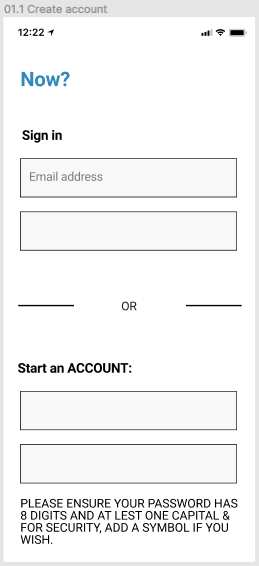 01.1 Create account
12:22
Now?
Sign in
Email address
OR
Start an ACCOUNT:
PLEASE ENSURE YOUR PASSWORD HAS
8 DIGITS AND AT LEST ONE CAPITAL &
FOR SECURITY, ADD A SYMBOL IF YOU
WISH.